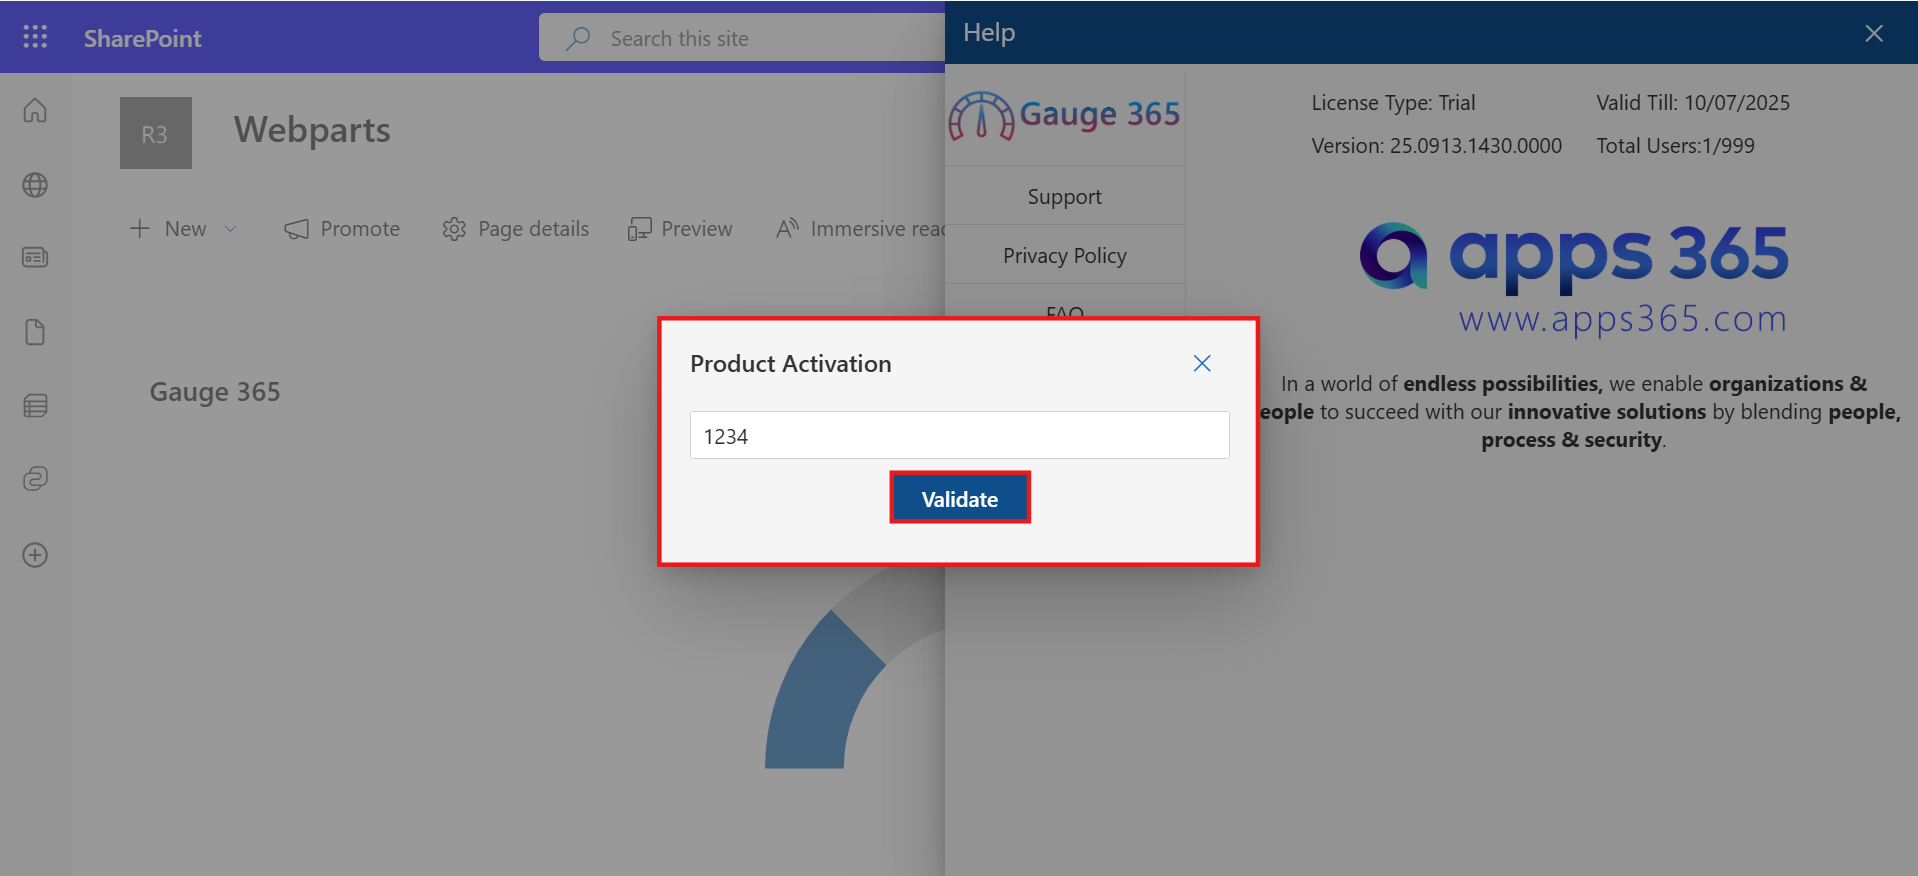 SharePoint
Search this site
Help
R3
Webparts
New
Promote
Page details
Preview
Immersive reac
Gauge 365
Gauge 365
Support
Privacy Policy
FAQ
License Type: Trial
Valid Till: 10/07/2025
Version: 25.0913.1430.0000
Total Users:1/999
apps 365
www.apps365.com
In a world of endless possibilities, we enable organizations &
eople to succeed with our innovative solutions by blending people,
process & security.
Product Activation
1234
Validate